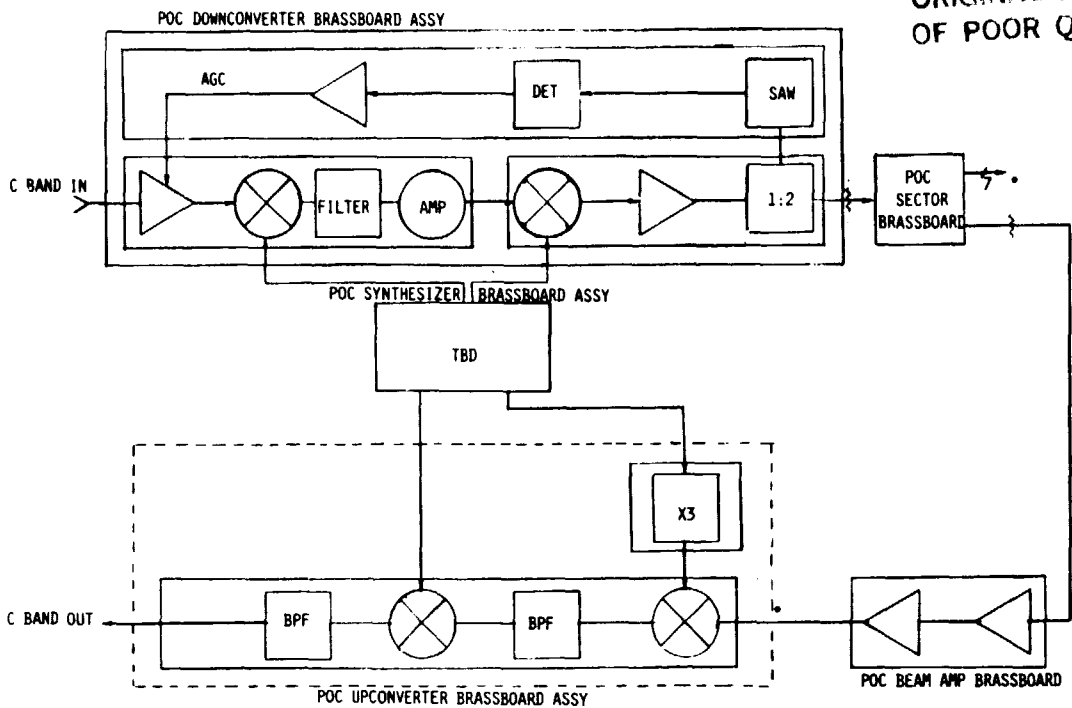 POC DOWNCONVERTER BRASSBOARD ASSY
OF POOR Q
AGC
DET
SAW
C BAND IN
FILTER
AMP
1:2
POC
SECTOR
BRASSBOARD
POC SYNTHESIZER BRASSBOARD ASSY
TBD
X3
C BAND OUT
BPF
BPF
POC BEAM AMP BRASSBOARD
POC UPCONVERTER BRASSBOARD ASSY